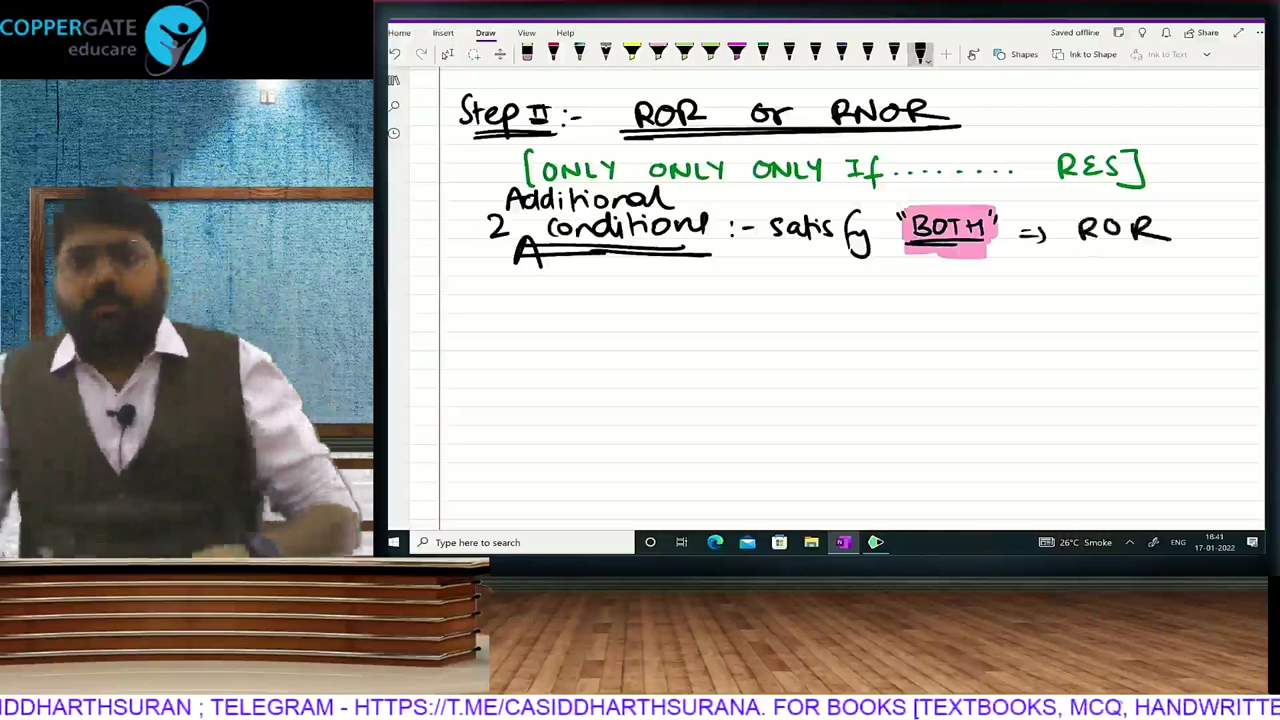 COPPERGATE
educare
Home Insert Draw View Help Saved offline Share
Shapes Ink to Shape Ink to Text
Step II :- ROR or RNOR
[ONLY ONLY ONLY If........ RES]
Additional
2 conditions :- satisfy "BOTH" => ROR
A
Type here to search
26°C Smoke ENG 18:41
17-01-2022
IDDHARTHSURAN ; TELEGRAM - HTTPS://T.ME/CASIDDHARTHSURANA. FOR BOOKS [TEXTBOOKS, MCQ, HANDWRITTE